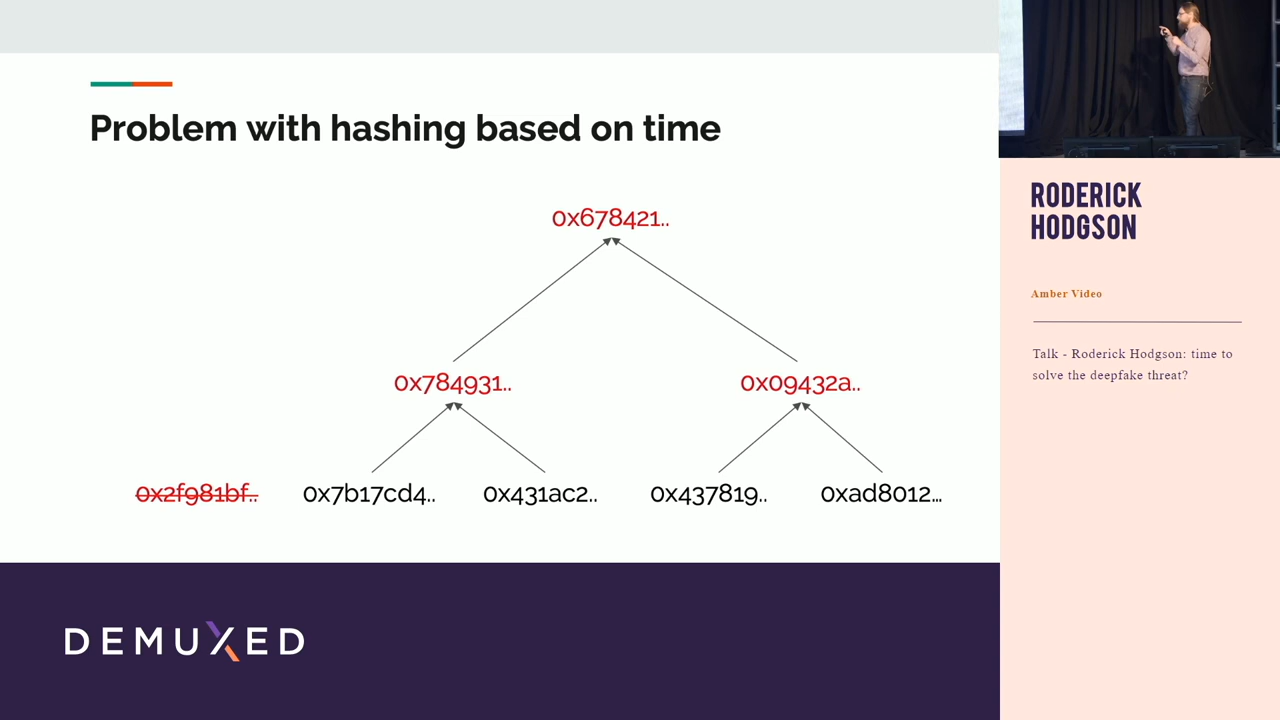 Problem with hashing based on time
0x678421..
0x784931..
0x09432a..
0x2f981bf..
0x7b17cd4..
0x431ac2..
0x437819..
0xad8012...
DEMUXED
RODERICK
HODGSON
Amber Video
Talk - Roderick Hodgson: time to
solve the deepfake threat?